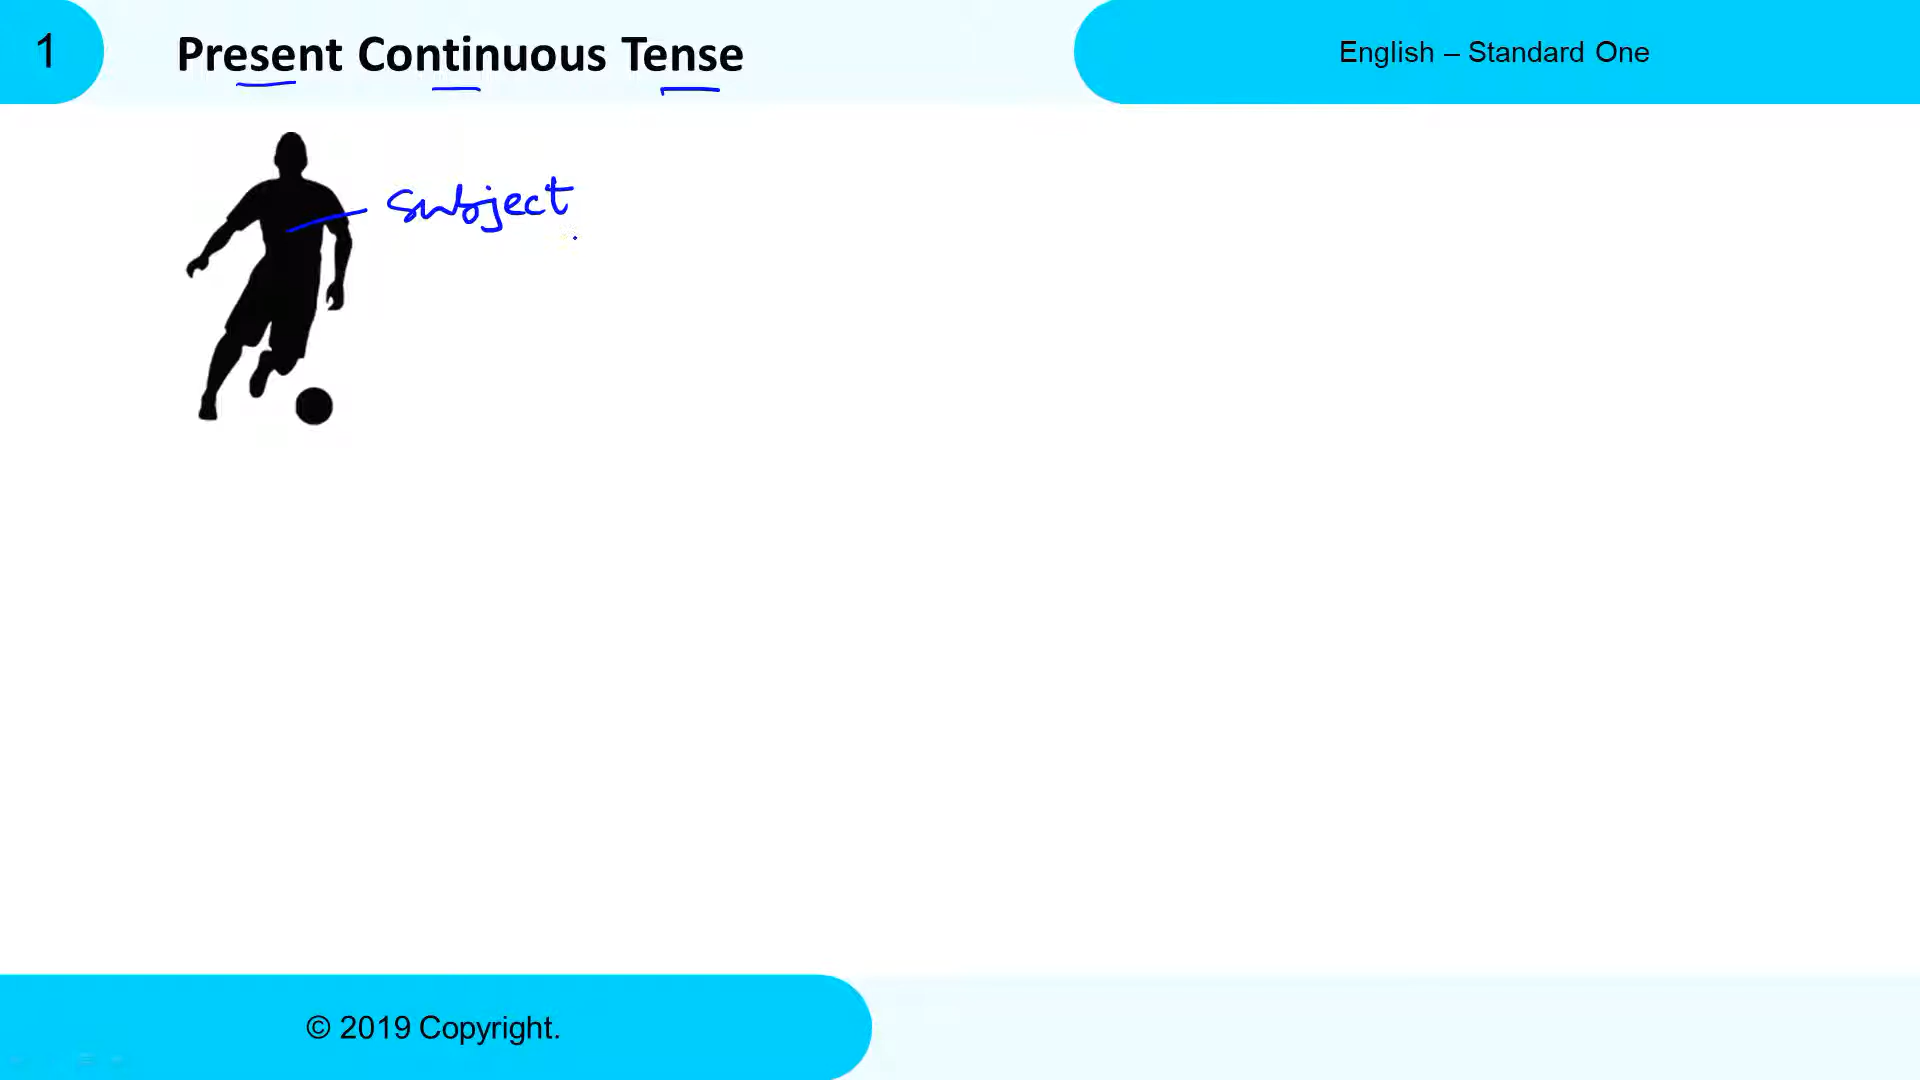 1
Present Continuous Tense
English – Standard One
subject
© 2019 Copyright.